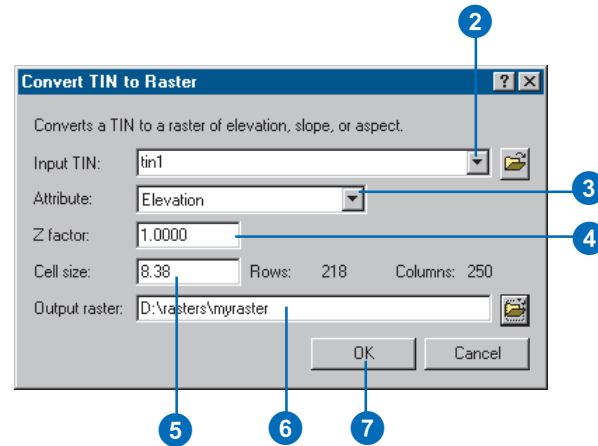 2
Convert TIN to Raster
Converts a TIN to a raster of elevation, slope, or aspect.
Input TIN: tin1
Attribute: Elevation 3
Z factor: 1.0000 4
Cell size: 8.38 Rows: 218 Columns: 250
Output raster: D:\rasters\myraster
OK Cancel
5 6 7